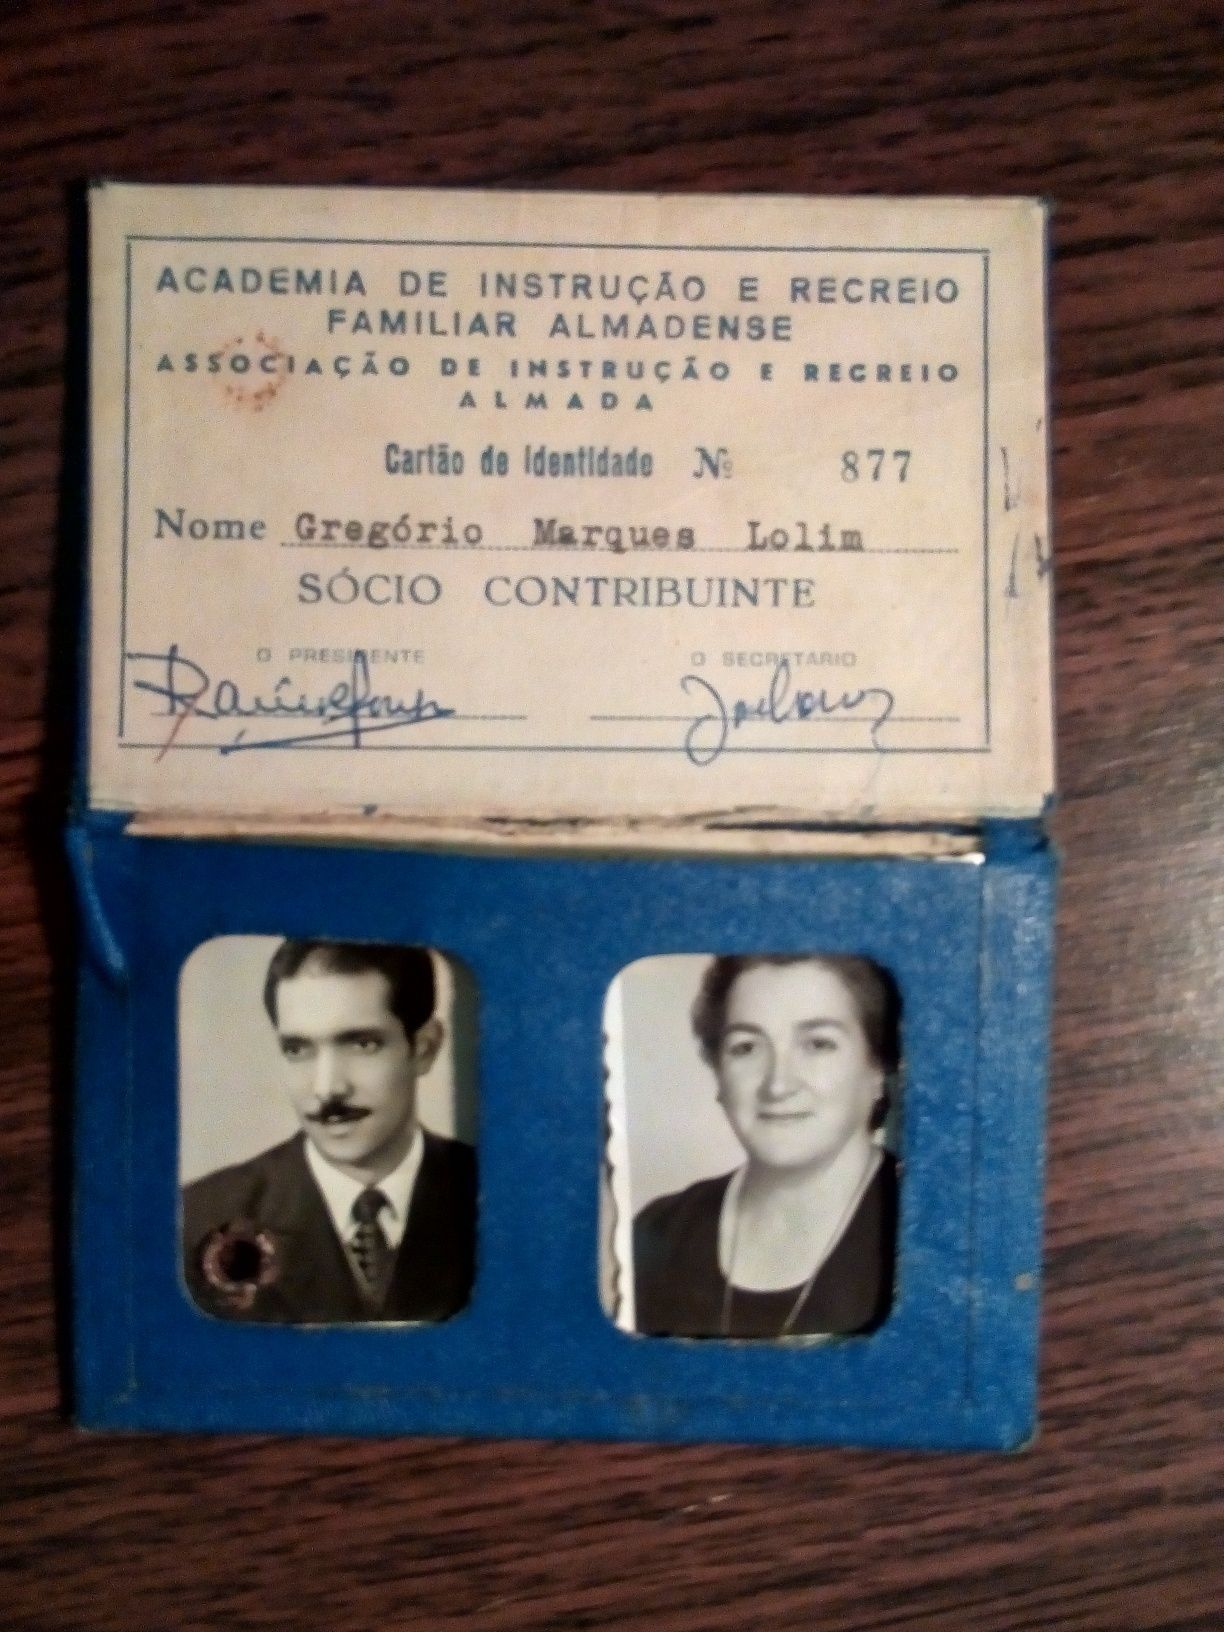 ACADEMIA DE INSTRUÇÃO E RECREIO
FAMILIAR ALMADENSE
ASSOCIAÇÃO DE INSTRUÇÃO E RECREIO
ALMADA
Cartão de Identidade Nº 877
Nome Gregório Marques Lolim
SÓCIO CONTRIBUINTE
O PRESIDENTE O SECRETÁRIO